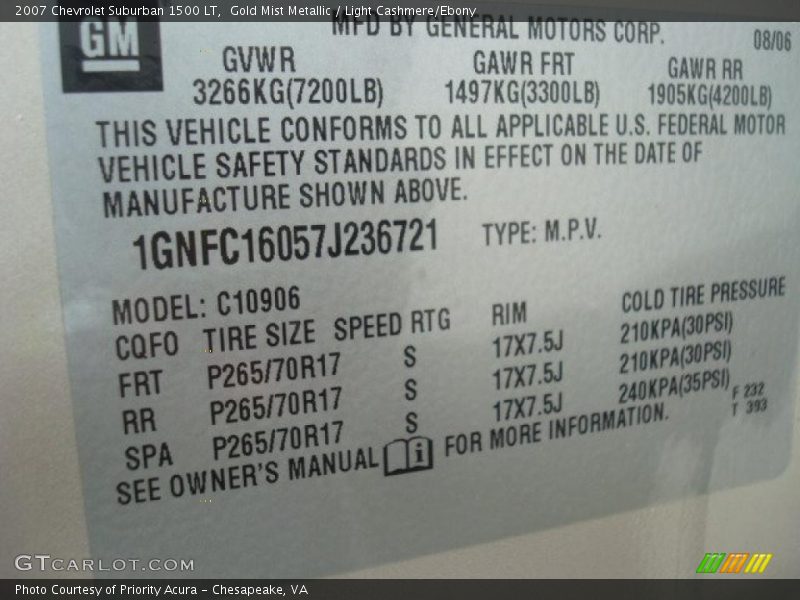 2007 Chevrolet Suburban 1500 LT,  Gold Mist Metallic / Light Cashmere/Ebony
GM
MFD BY GENERAL MOTORS CORP.
08/06
GVWR GAWR FRT GAWR RR
3266KG(7200LB) 1497KG(3300LB) 1905KG(4200LB)
THIS VEHICLE CONFORMS TO ALL APPLICABLE U.S. FEDERAL MOTOR
VEHICLE SAFETY STANDARDS IN EFFECT ON THE DATE OF
MANUFACTURE SHOWN ABOVE.
1GNFC16057J236721 TYPE: M.P.V.
MODEL: C10906
CQFO TIRE SIZE SPEED RTG RIM COLD TIRE PRESSURE
FRT P265/70R17 S 17X7.5J 210KPA(30PSI)
RR P265/70R17 S 17X7.5J 210KPA(30PSI)
SPA P265/70R17 S 17X7.5J 240KPA(35PSI)
F 232
T 393
SEE OWNER'S MANUAL i FOR MORE INFORMATION.
GTCARLOT.COM
Photo Courtesy of Priority Acura - Chesapeake, VA